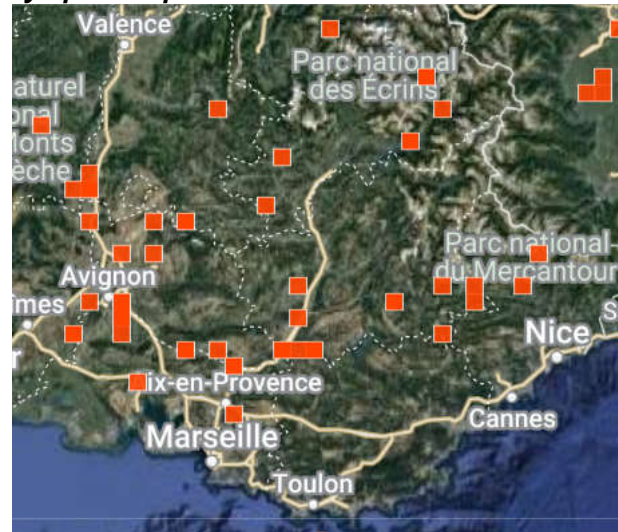 Valence
Parc national
des Écrins
aturel
onal
Monts
èche
Parc national
du Mercantour
Avignon
îmes
Nice
ix-en-Provence
Cannes
Marseille
Toulon